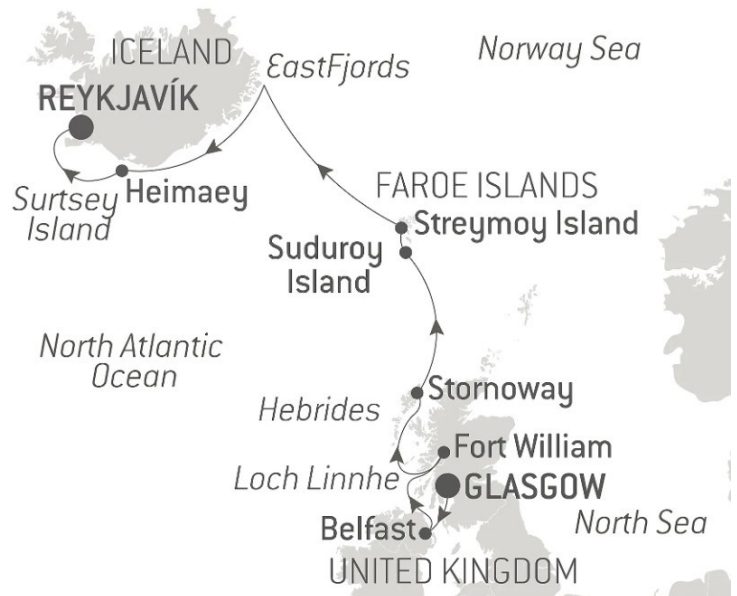 ICELAND
Norway Sea
EastFjords
REYKJAVÍK
FAROE ISLANDS
Surtsey
Island
Heimaey
Streymoy Island
Suduroy
Island
North Atlantic
Ocean
Stornoway
Hebrides
Fort William
Loch Linnhe
GLASGOW
North Sea
Belfast
UNITED KINGDOM